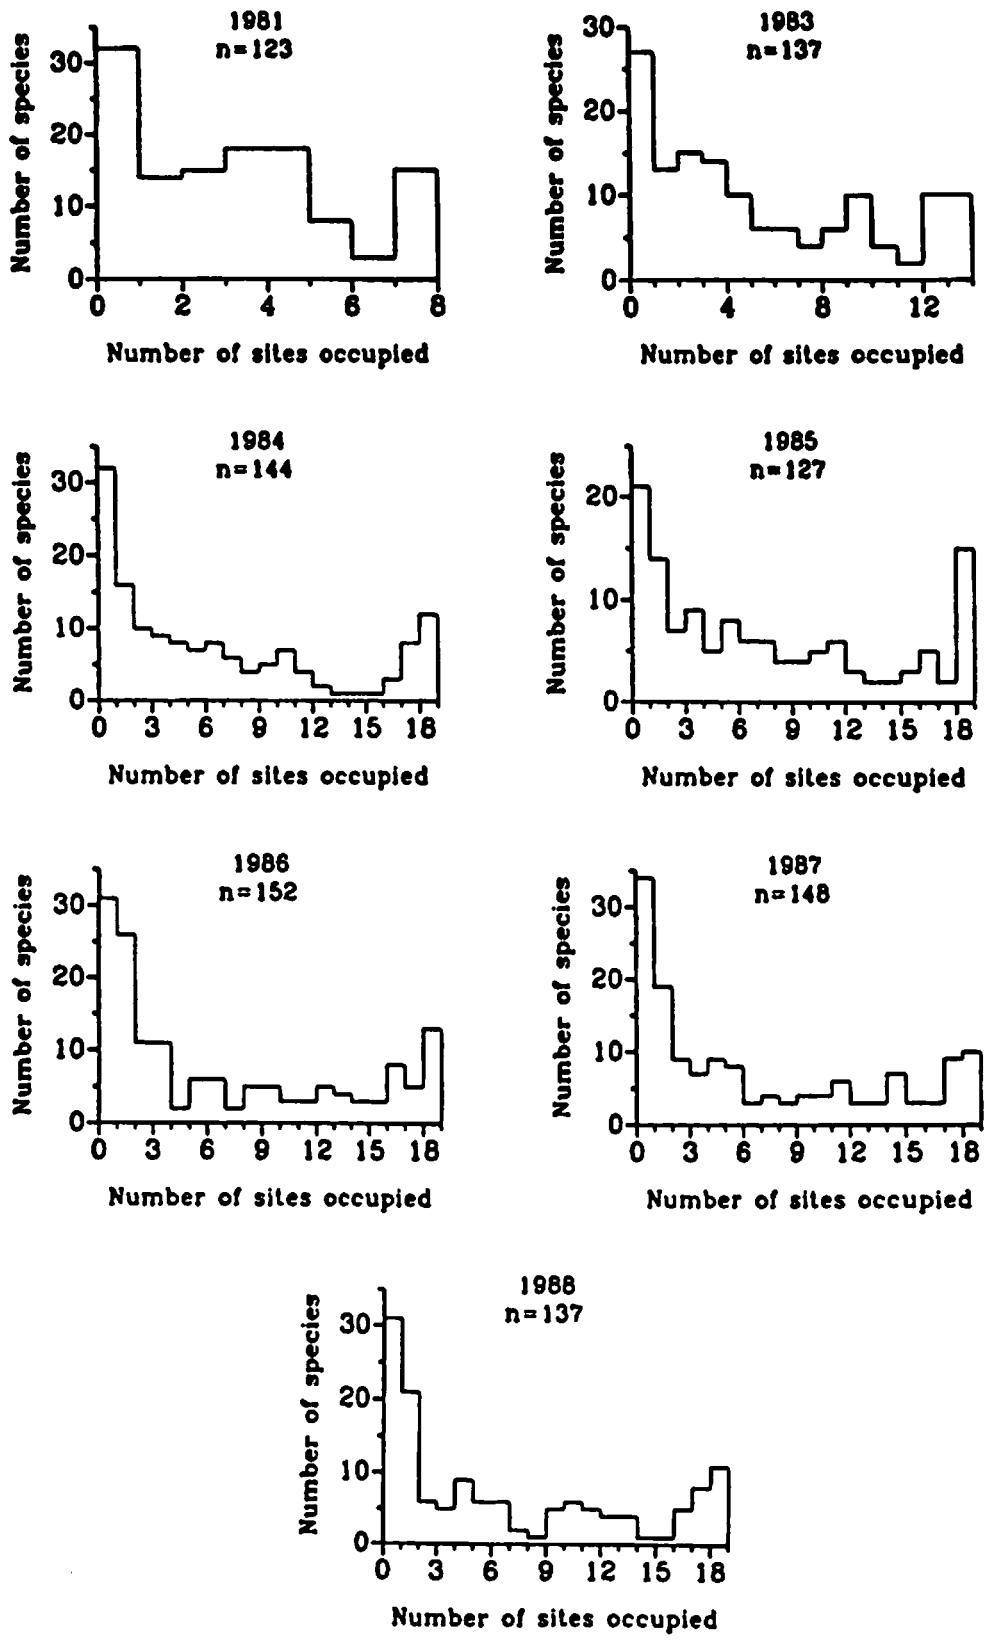 1981
n=123
Number of species
30
20
10
0
0 2 4 6 8
Number of sites occupied
1983
n=137
Number of species
30
20
10
0
0 4 8 12
Number of sites occupied
1984
n=144
Number of species
30
20
10
0
0 3 6 9 12 15 18
Number of sites occupied
1985
n=127
Number of species
20
10
0
0 3 6 9 12 15 18
Number of sites occupied
1986
n=152
Number of species
30
20
10
0
0 3 6 9 12 15 18
Number of sites occupied
1987
n=148
Number of species
30
20
10
0
0 3 6 9 12 15 18
Number of sites occupied
1988
n=137
Number of species
30
20
10
0
0 3 6 9 12 15 18
Number of sites occupied